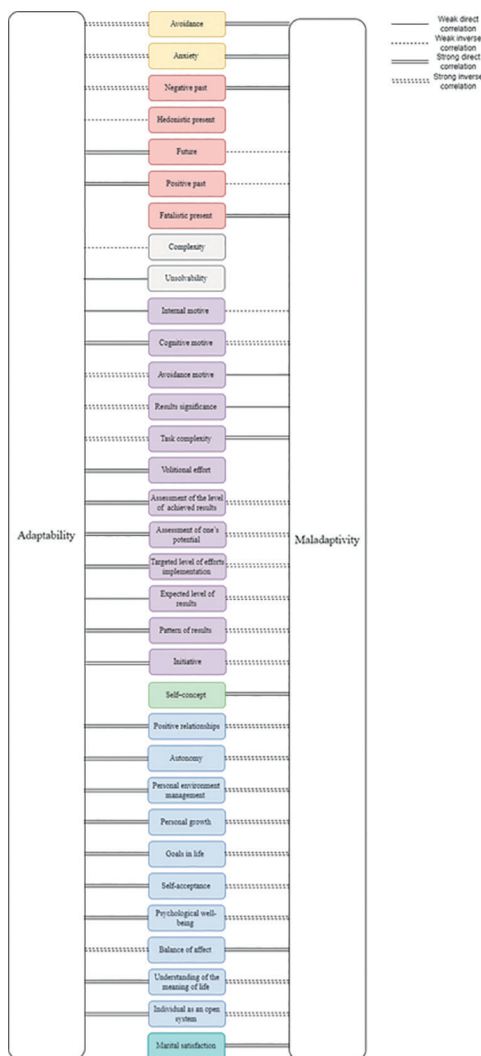 Avoidance
Anxiety
Negative past
Hedonistic present
Future
Positive past
Fatalistic present
Complexity
Unsolvability
Internal motive
Cognitive motive
Avoidance motive
Results significance
Task complexity
Volitional effort
Assessment of the level
of achieved results
Assessment of one's
potential
Targeted level of efforts
implementation
Expected level of
results
Pattern of results
Initiative
Self-concept
Positive relationships
Autonomy
Personal environment
management
Personal growth
Goals in life
Self-acceptance
Psychological well-
being
Balance of affect
Understanding of the
meaning of life
Individual as an open
system
Marital satisfaction
Adaptability
Maladaptivity
Weak direct
correlation
Weak inverse
correlation
Strong direct
correlation
Strong inverse
correlation